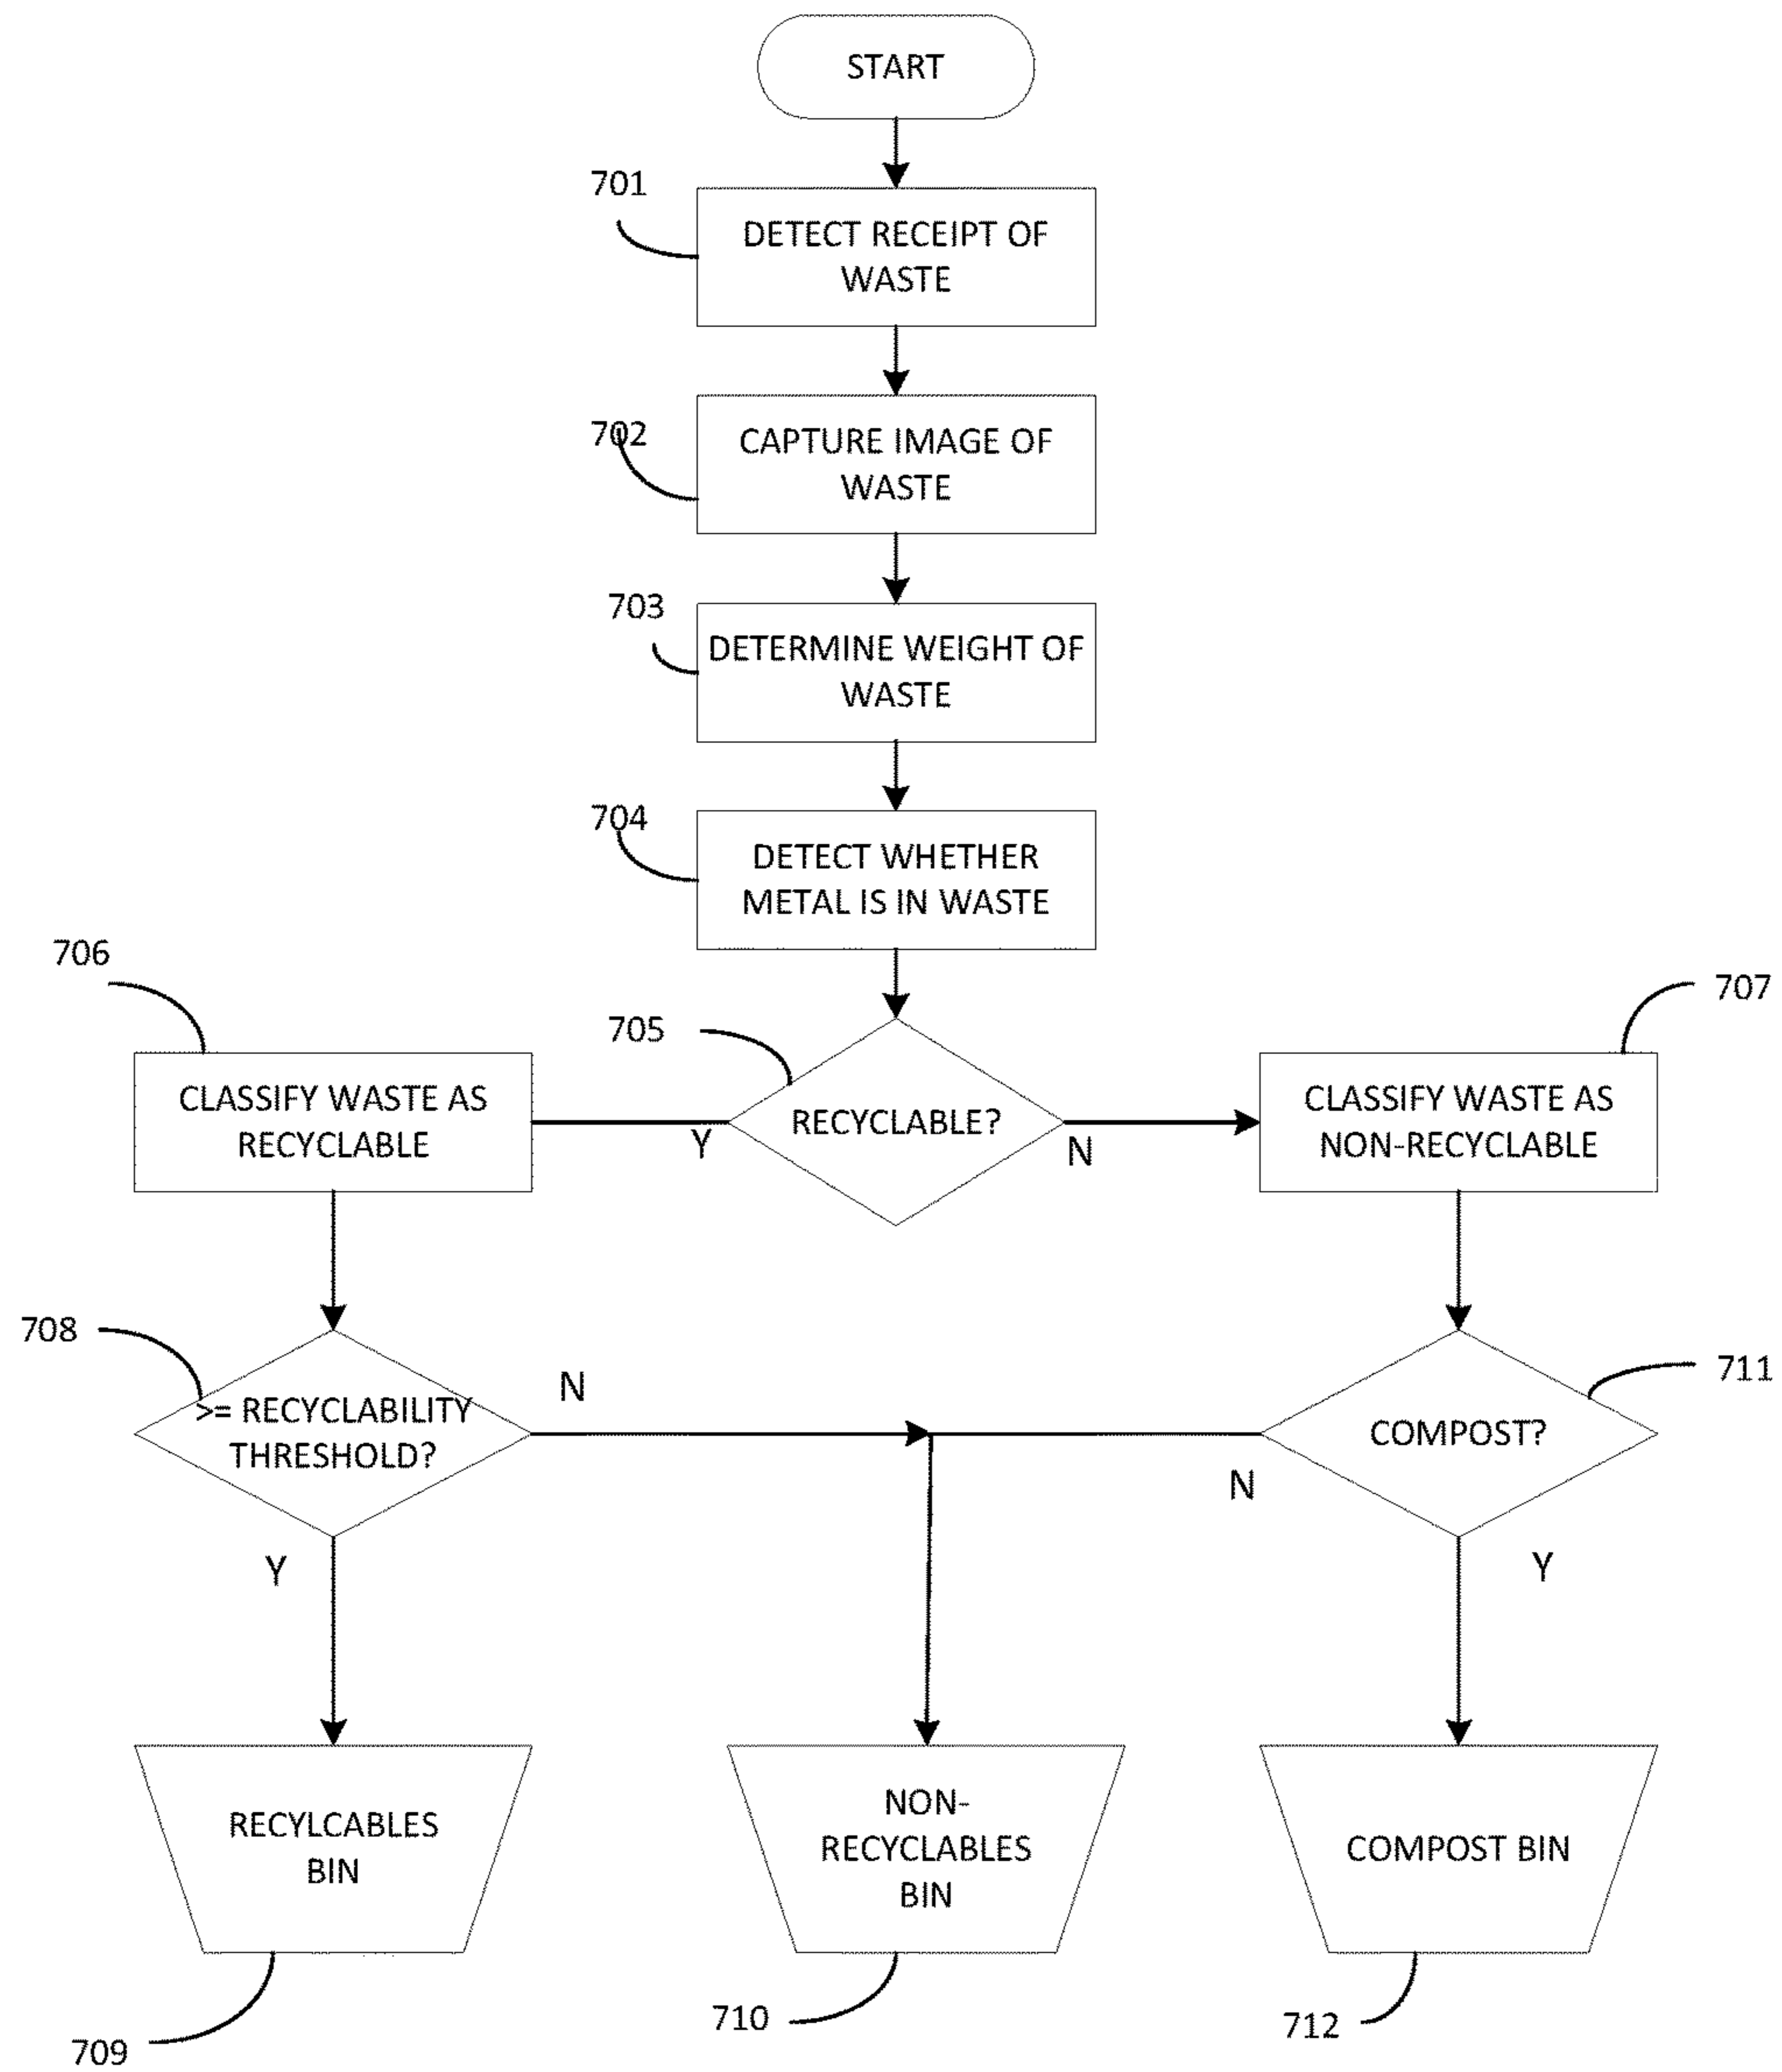 START
701
DETECT RECEIPT OF
WASTE
702
CAPTURE IMAGE OF
WASTE
703
DETERMINE WEIGHT OF
WASTE
704
DETECT WHETHER
METAL IS IN WASTE
706
705
707
CLASSIFY WASTE AS
RECYCLABLE
Y
RECYCLABLE?
N
CLASSIFY WASTE AS
NON-RECYCLABLE
708
>= RECYCLABILITY
THRESHOLD?
N
711
COMPOST?
N
Y
Y
RECYLCABLES
BIN
NON-
RECYCLABLES
BIN
COMPOST BIN
709
710
712